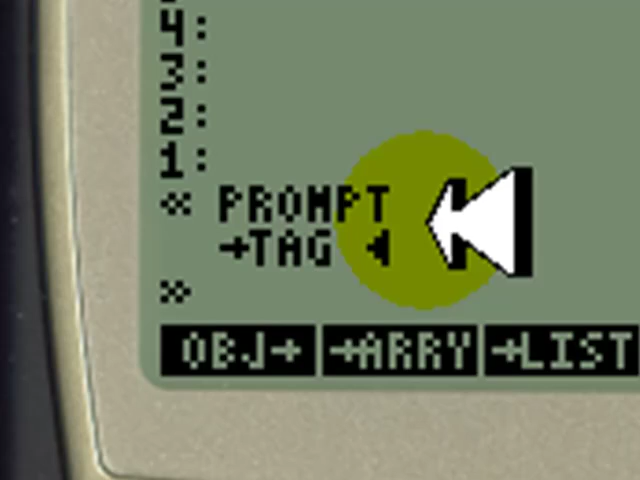 4:
3:
2:
1:
« PROMPT
→TAG ◀
»
OBJ→ →ARRY →LIST